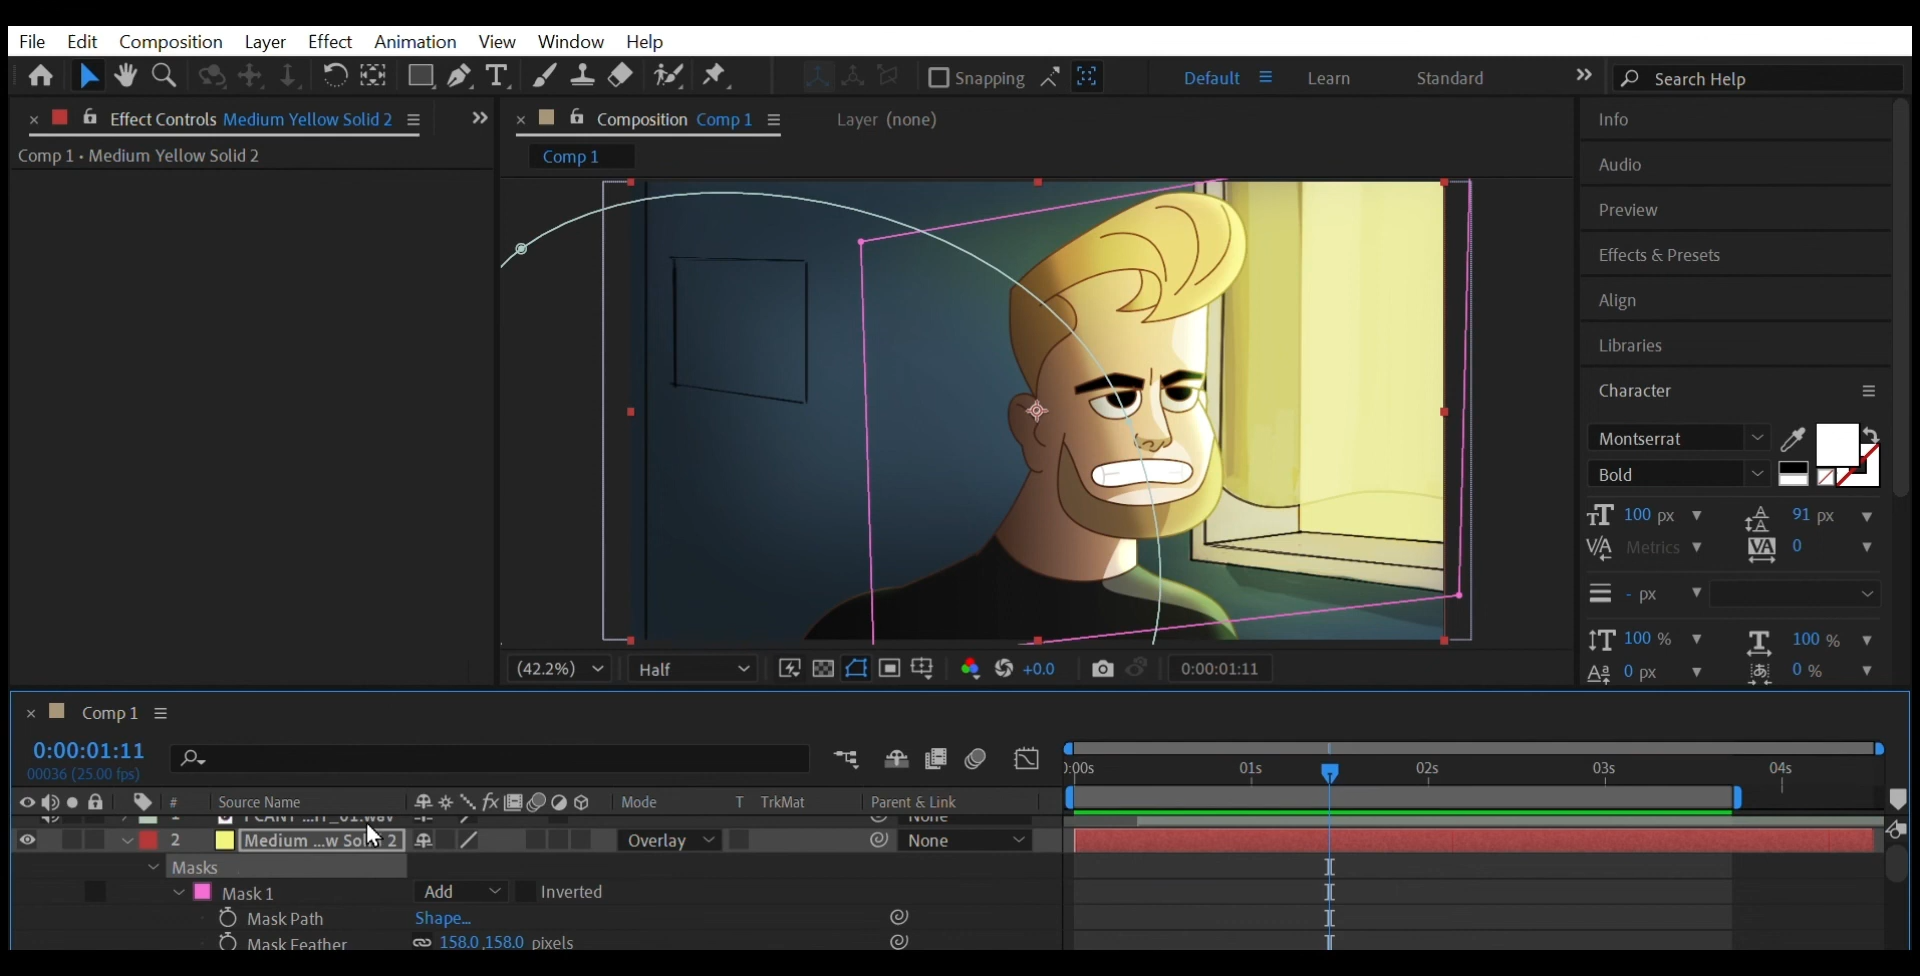 File Edit Composition Layer Effect Animation View Window Help
Snapping Default Learn Standard Search Help
Effect Controls Medium Yellow Solid 2
Composition Comp 1 Layer (none)
Comp 1 • Medium Yellow Solid 2
Comp 1
Info
Audio
Preview
Effects & Presets
Align
Libraries
Character
Montserrat
Bold
100 px 91 px
Metrics 0
- px
100 % 100 %
0 px 0 %
(42.2%) Half +0.0 0:00:01:11
Comp 1
0:00:01:11
00036 (25.00 fps)
:00s 01s 02s 03s 04s
# Source Name Mode T TrkMat Parent & Link
2 Medium ...w Sol 2 Overlay None
Masks
Mask 1 Add Inverted
Mask Path Shape...
Mask Feather 158.0,158.0 pixels